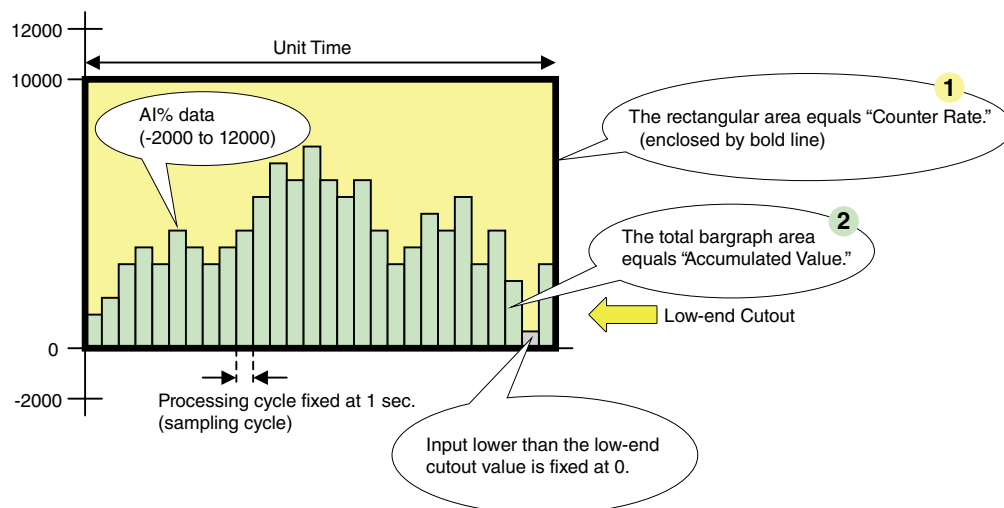 12000
Unit Time
10000
1
AI% data
(-2000 to 12000)
The rectangular area equals “Counter Rate.”
(enclosed by bold line)
2
The total bargraph area
equals “Accumulated Value.”
Low-end Cutout
0
-2000
Processing cycle fixed at 1 sec.
(sampling cycle)
Input lower than the low-end
cutout value is fixed at 0.